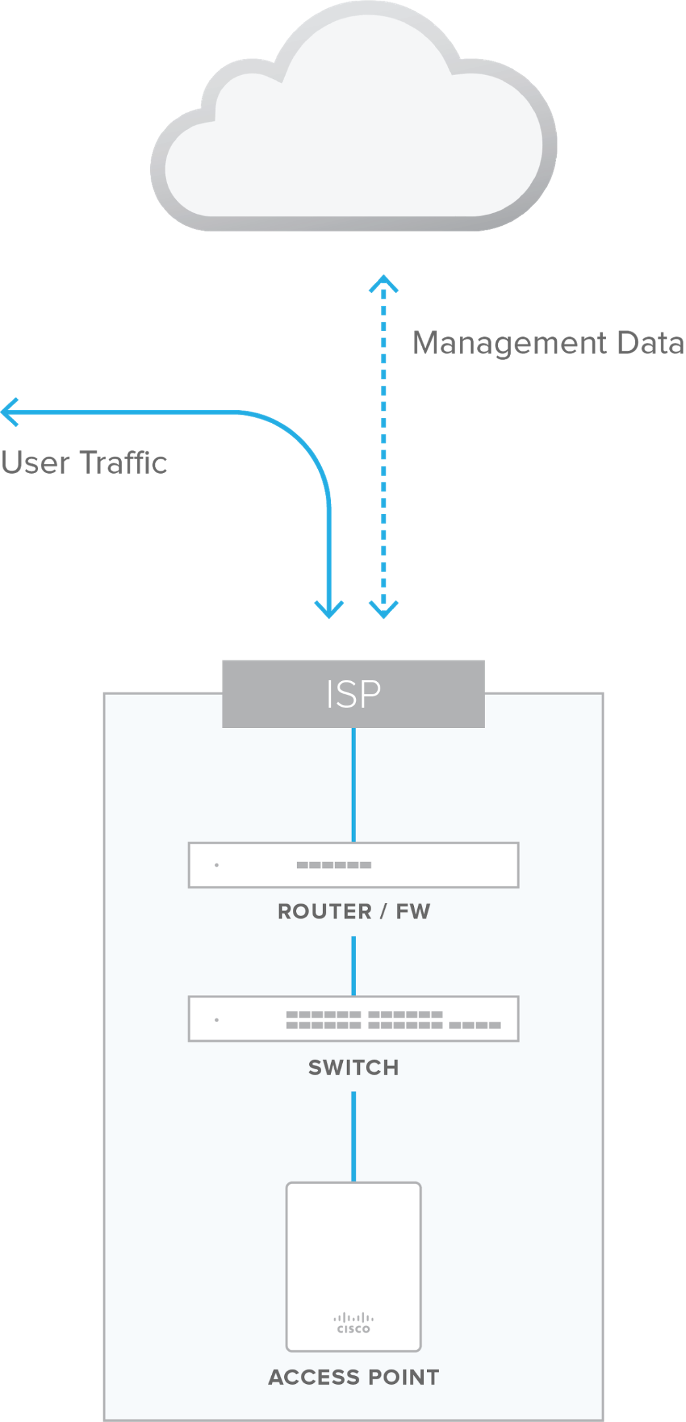 Management Data
User Traffic
ISP
ROUTER / FW
SWITCH
CISCO
ACCESS POINT